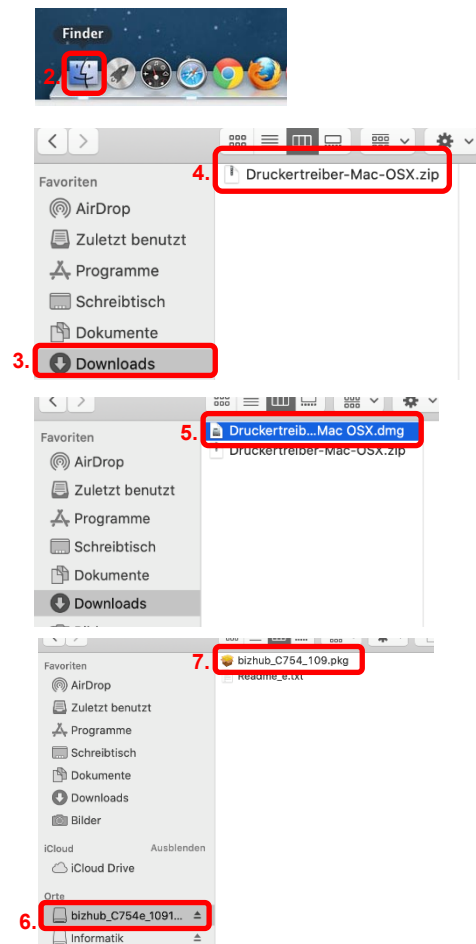 Finder
2.
4. Druckertreiber-Mac-OSX.zip
Favoriten
AirDrop
Zuletzt benutzt
Programme
Schreibtisch
Dokumente
3. Downloads
5. Druckertreib...Mac OSX.dmg
Favoriten
Druckertreiber-Mac-OSX.zip
AirDrop
Zuletzt benutzt
Programme
Schreibtisch
Dokumente
Downloads
7. bizhub_C754_109.pkg
Favoriten
Readme_e.txt
AirDrop
Zuletzt benutzt
Programme
Schreibtisch
Dokumente
Downloads
Bilder
iCloud Ausblenden
iCloud Drive
Orte
6. bizhub_C754e_1091...
Informatik